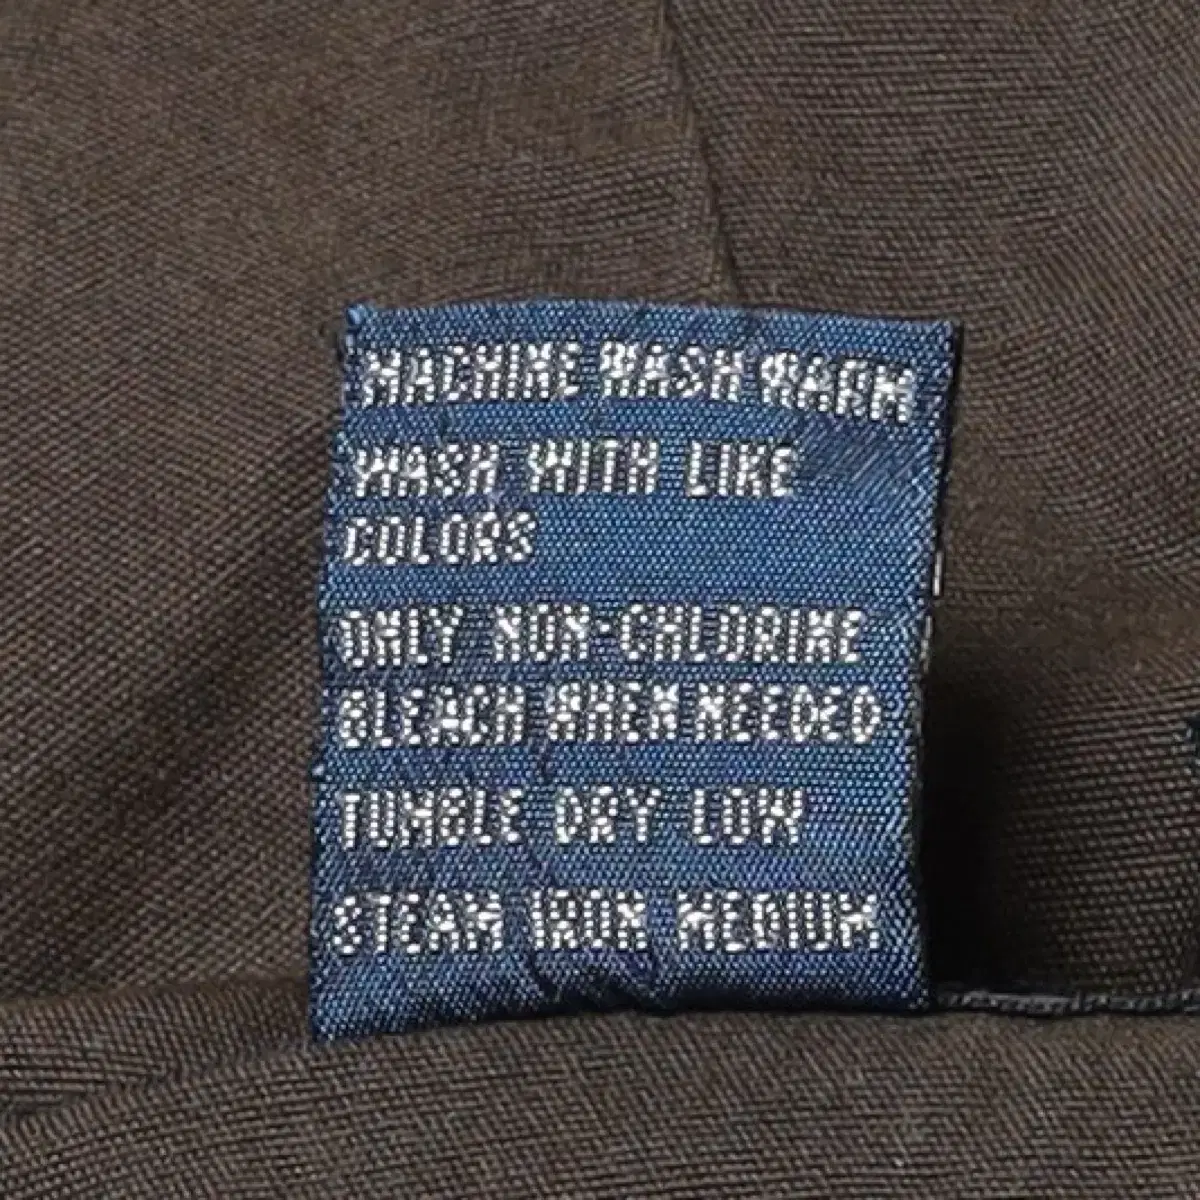 MACHINE WASH WARM
WASH WITH LIKE
COLORS
ONLY NON-CHLORINE
BLEACH WHEN NEEDED
TUMBLE DRY LOW
STEAM IRON MEDIUM